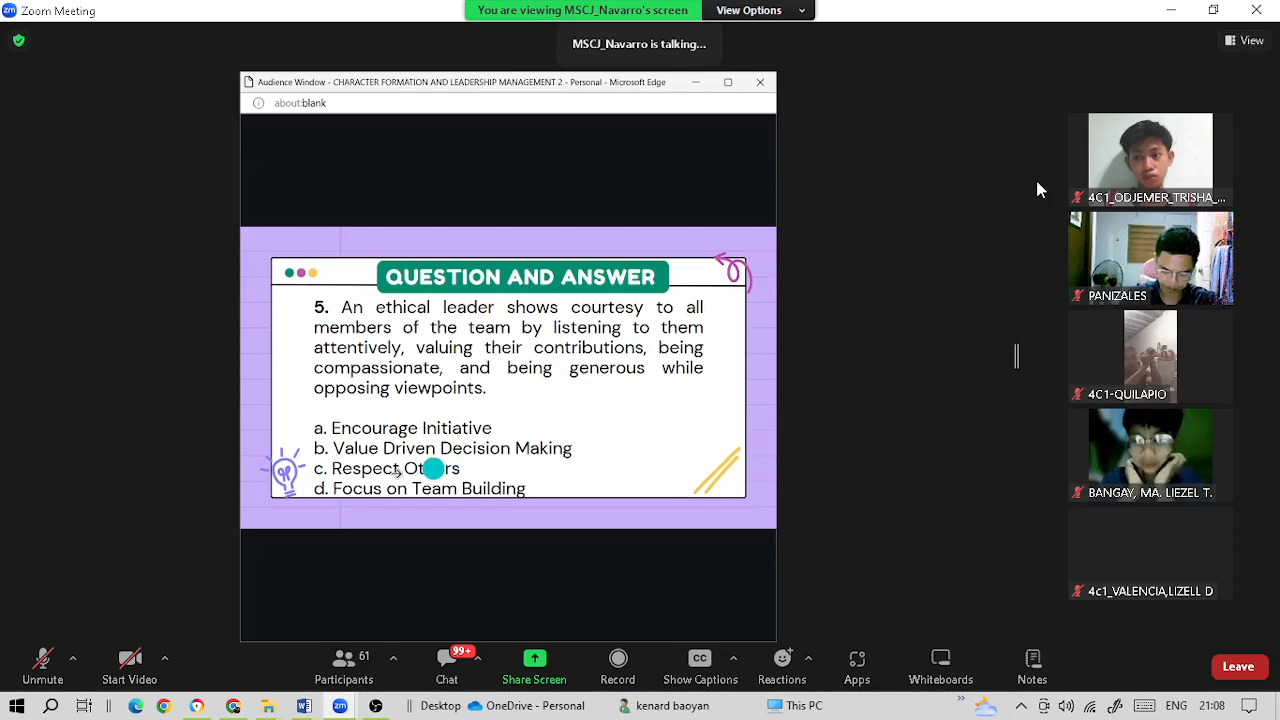 Zoom Meeting
You are viewing MSCJ_Navarro's screen
View Options
MSCJ_Navarro is talking...
View
Audience Window - CHARACTER FORMATION AND LEADERSHIP MANAGEMENT 2 - Personal - Microsoft Edge
about:blank
QUESTION AND ANSWER
5. An ethical leader shows courtesy to all
members of the team by listening to them
attentively, valuing their contributions, being
compassionate, and being generous while
opposing viewpoints.
a. Encourage Initiative
b. Value Driven Decision Making
c. Respect Others
d. Focus on Team Building
4C1_ODJEMER_TRISHA_...
PANIZALES
4C1-QUILAPIO
BANGAY, MA. LIEZEL T.
4c1_VALENCIA,LIZELL D
Unmute
Start Video
61
Participants
99+
Chat
Share Screen
Record
CC
Show Captions
Reactions
Apps
Whiteboards
Notes
Leave
Desktop
OneDrive - Personal
kenard baoyan
This PC
ENG
21:08